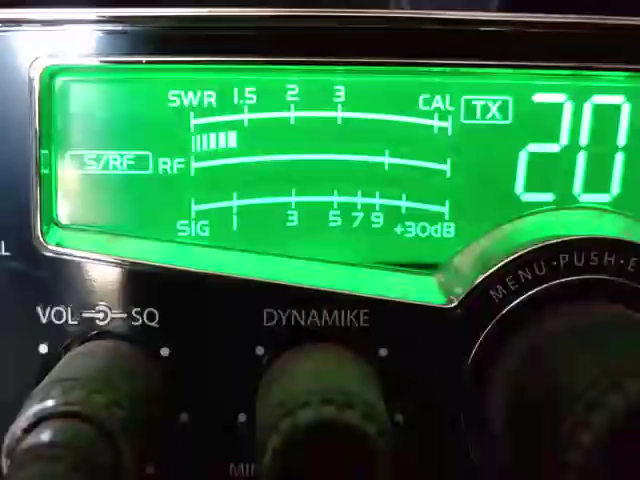 SWR 1.5 2 3 CAL TX 20
S/RF RF
SIG 1 3 5 7 9 +30dB
MENU·PUSH·E
VOL SQ DYNAMIKE
L
MI